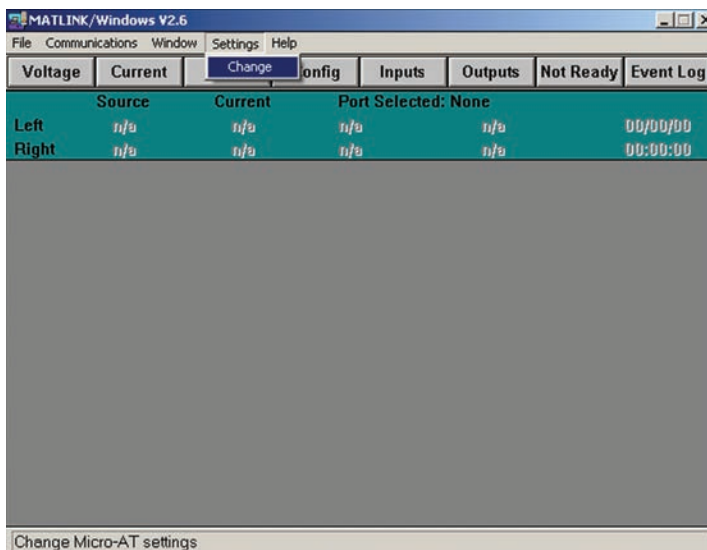 MATLINK/Windows V2.6
File Communications Window Settings Help
Change
Voltage Current onfig Inputs Outputs Not Ready Event Log
Source Current Port Selected: None
Left n/a n/a n/a n/a 00/00/00
Right n/a n/a n/a n/a 00:00:00
Change Micro-AT settings